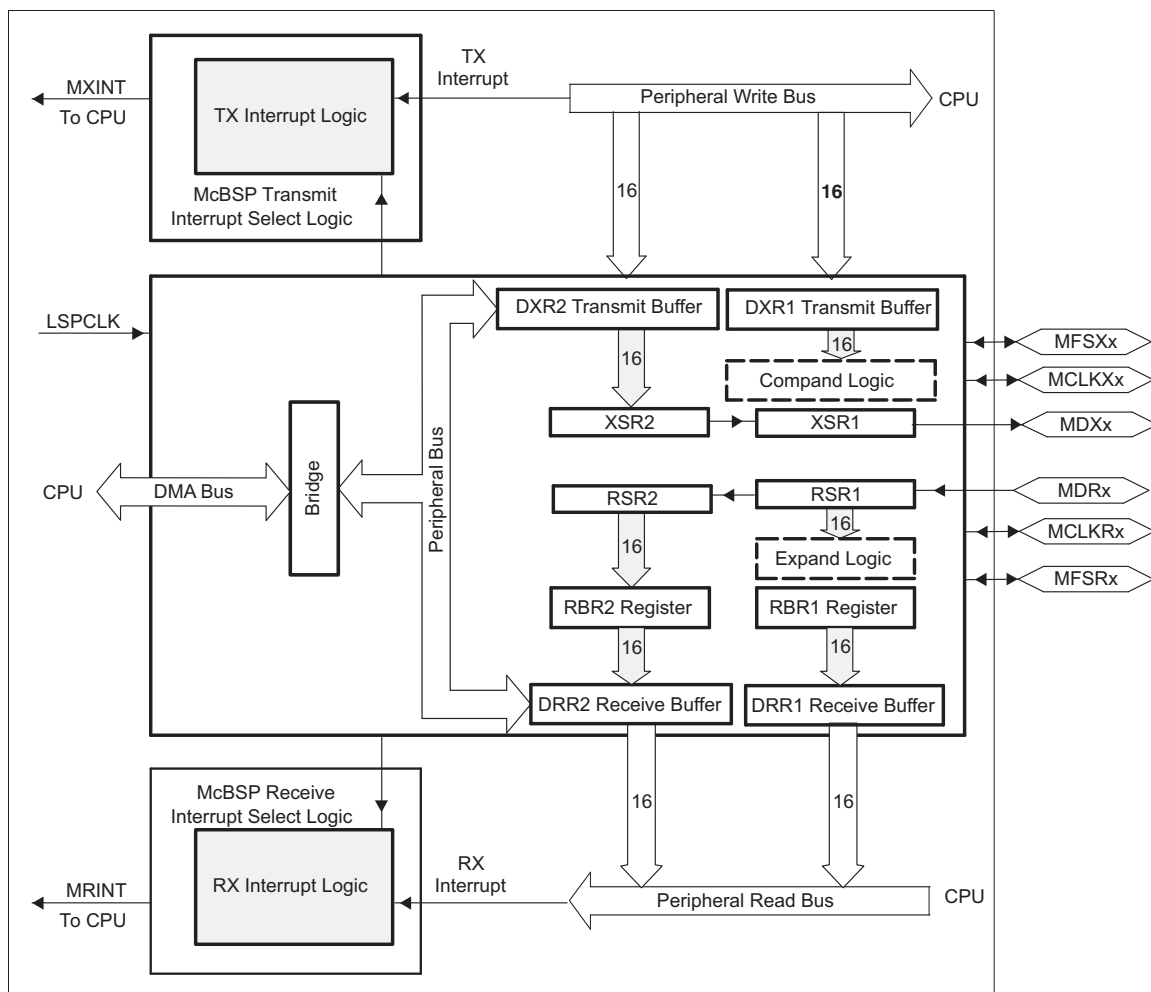 MXINT
To CPU
TX Interrupt Logic
McBSP Transmit
Interrupt Select Logic
TX
Interrupt
Peripheral Write Bus
CPU
16
16
LSPCLK
DXR2 Transmit Buffer
DXR1 Transmit Buffer
16
16
Compand Logic
XSR2
XSR1
MFSXx
MCLKXx
MDXx
CPU
DMA Bus
Bridge
Peripheral Bus
RSR2
RSR1
16
16
Expand Logic
RBR2 Register
RBR1 Register
16
16
DRR2 Receive Buffer
DRR1 Receive Buffer
MDRx
MCLKRx
MFSRx
McBSP Receive
Interrupt Select Logic
RX Interrupt Logic
MRINT
To CPU
RX
Interrupt
16
16
Peripheral Read Bus
CPU